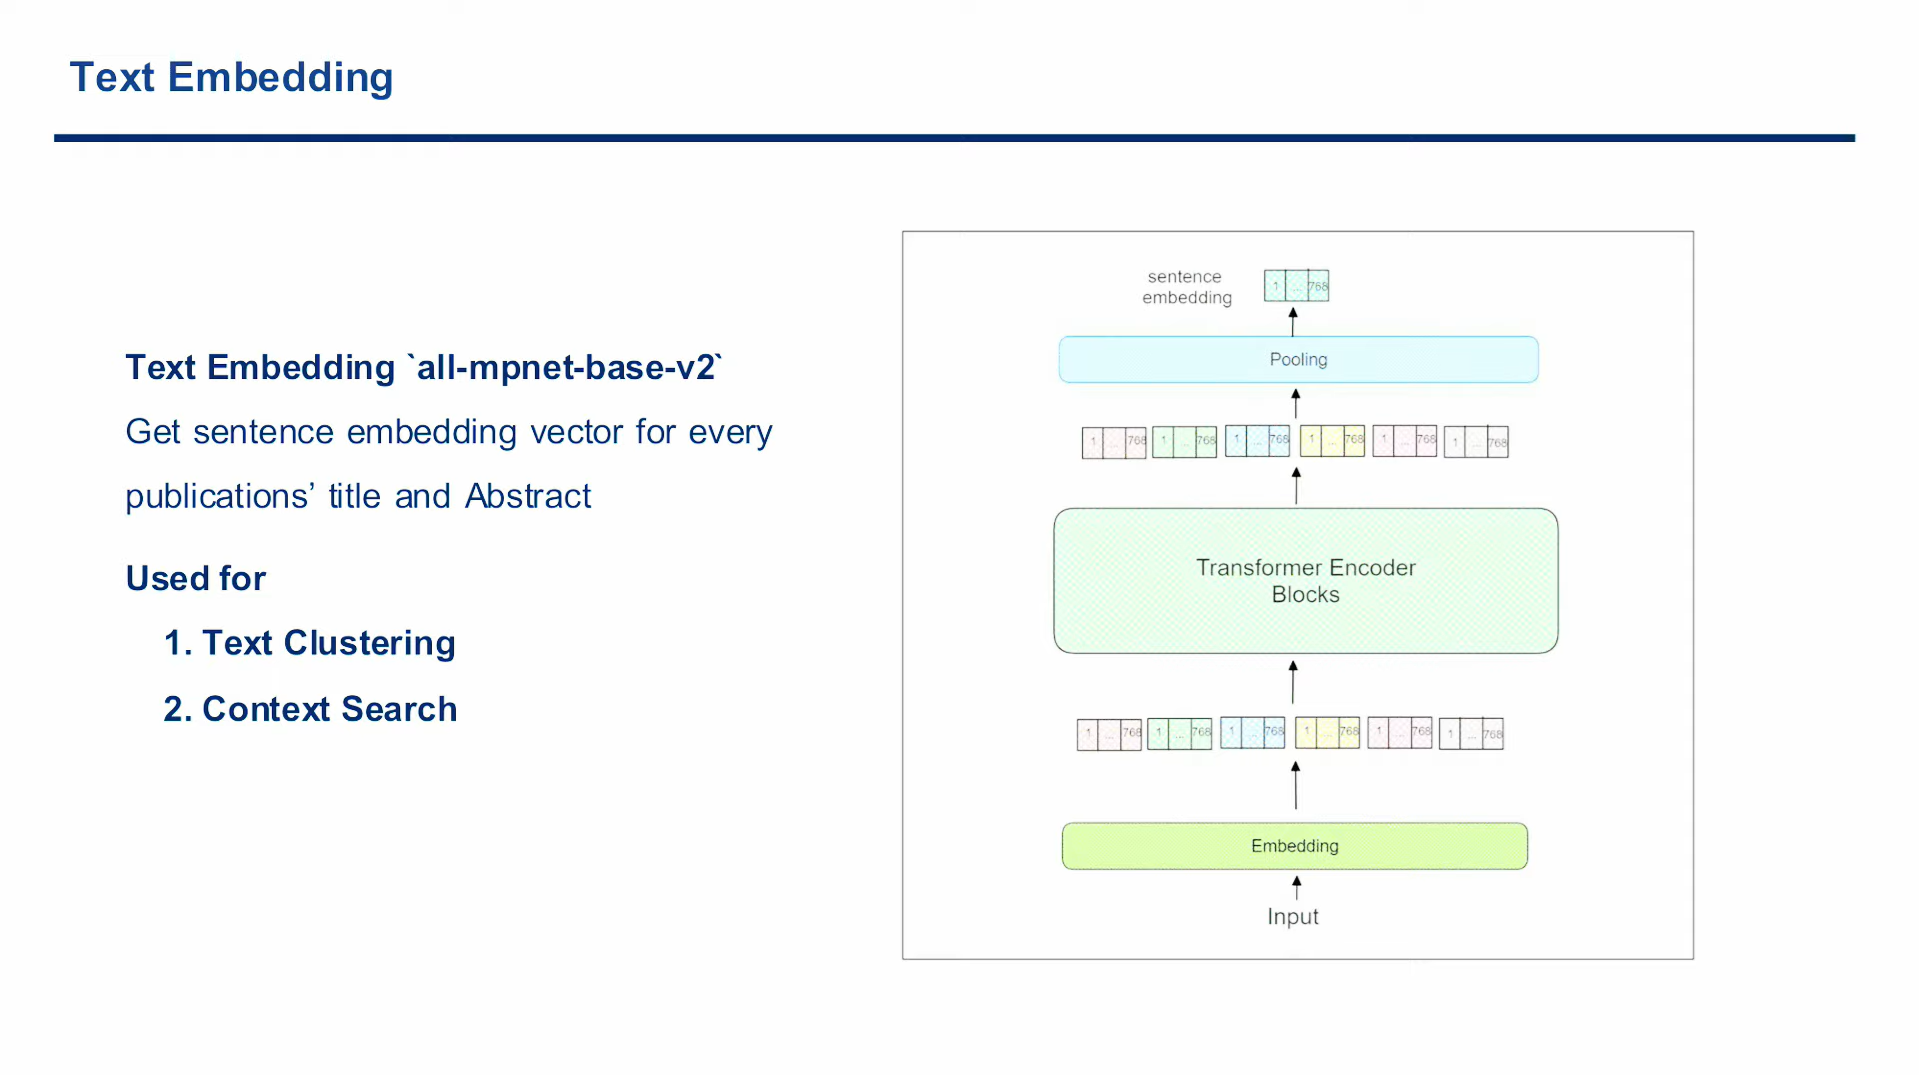 Text Embedding
Text Embedding `all-mpnet-base-v2`
Get sentence embedding vector for every
publications’ title and Abstract
Used for
1. Text Clustering
2. Context Search
sentence
embedding
1 ... 768
Pooling
1 ... 768 1 ... 768 1 ... 768 1 ... 768 1 ... 768 1 ... 768
Transformer Encoder
Blocks
1 ... 768 1 ... 768 1 ... 768 1 ... 768 1 ... 768 1 ... 768
Embedding
Input